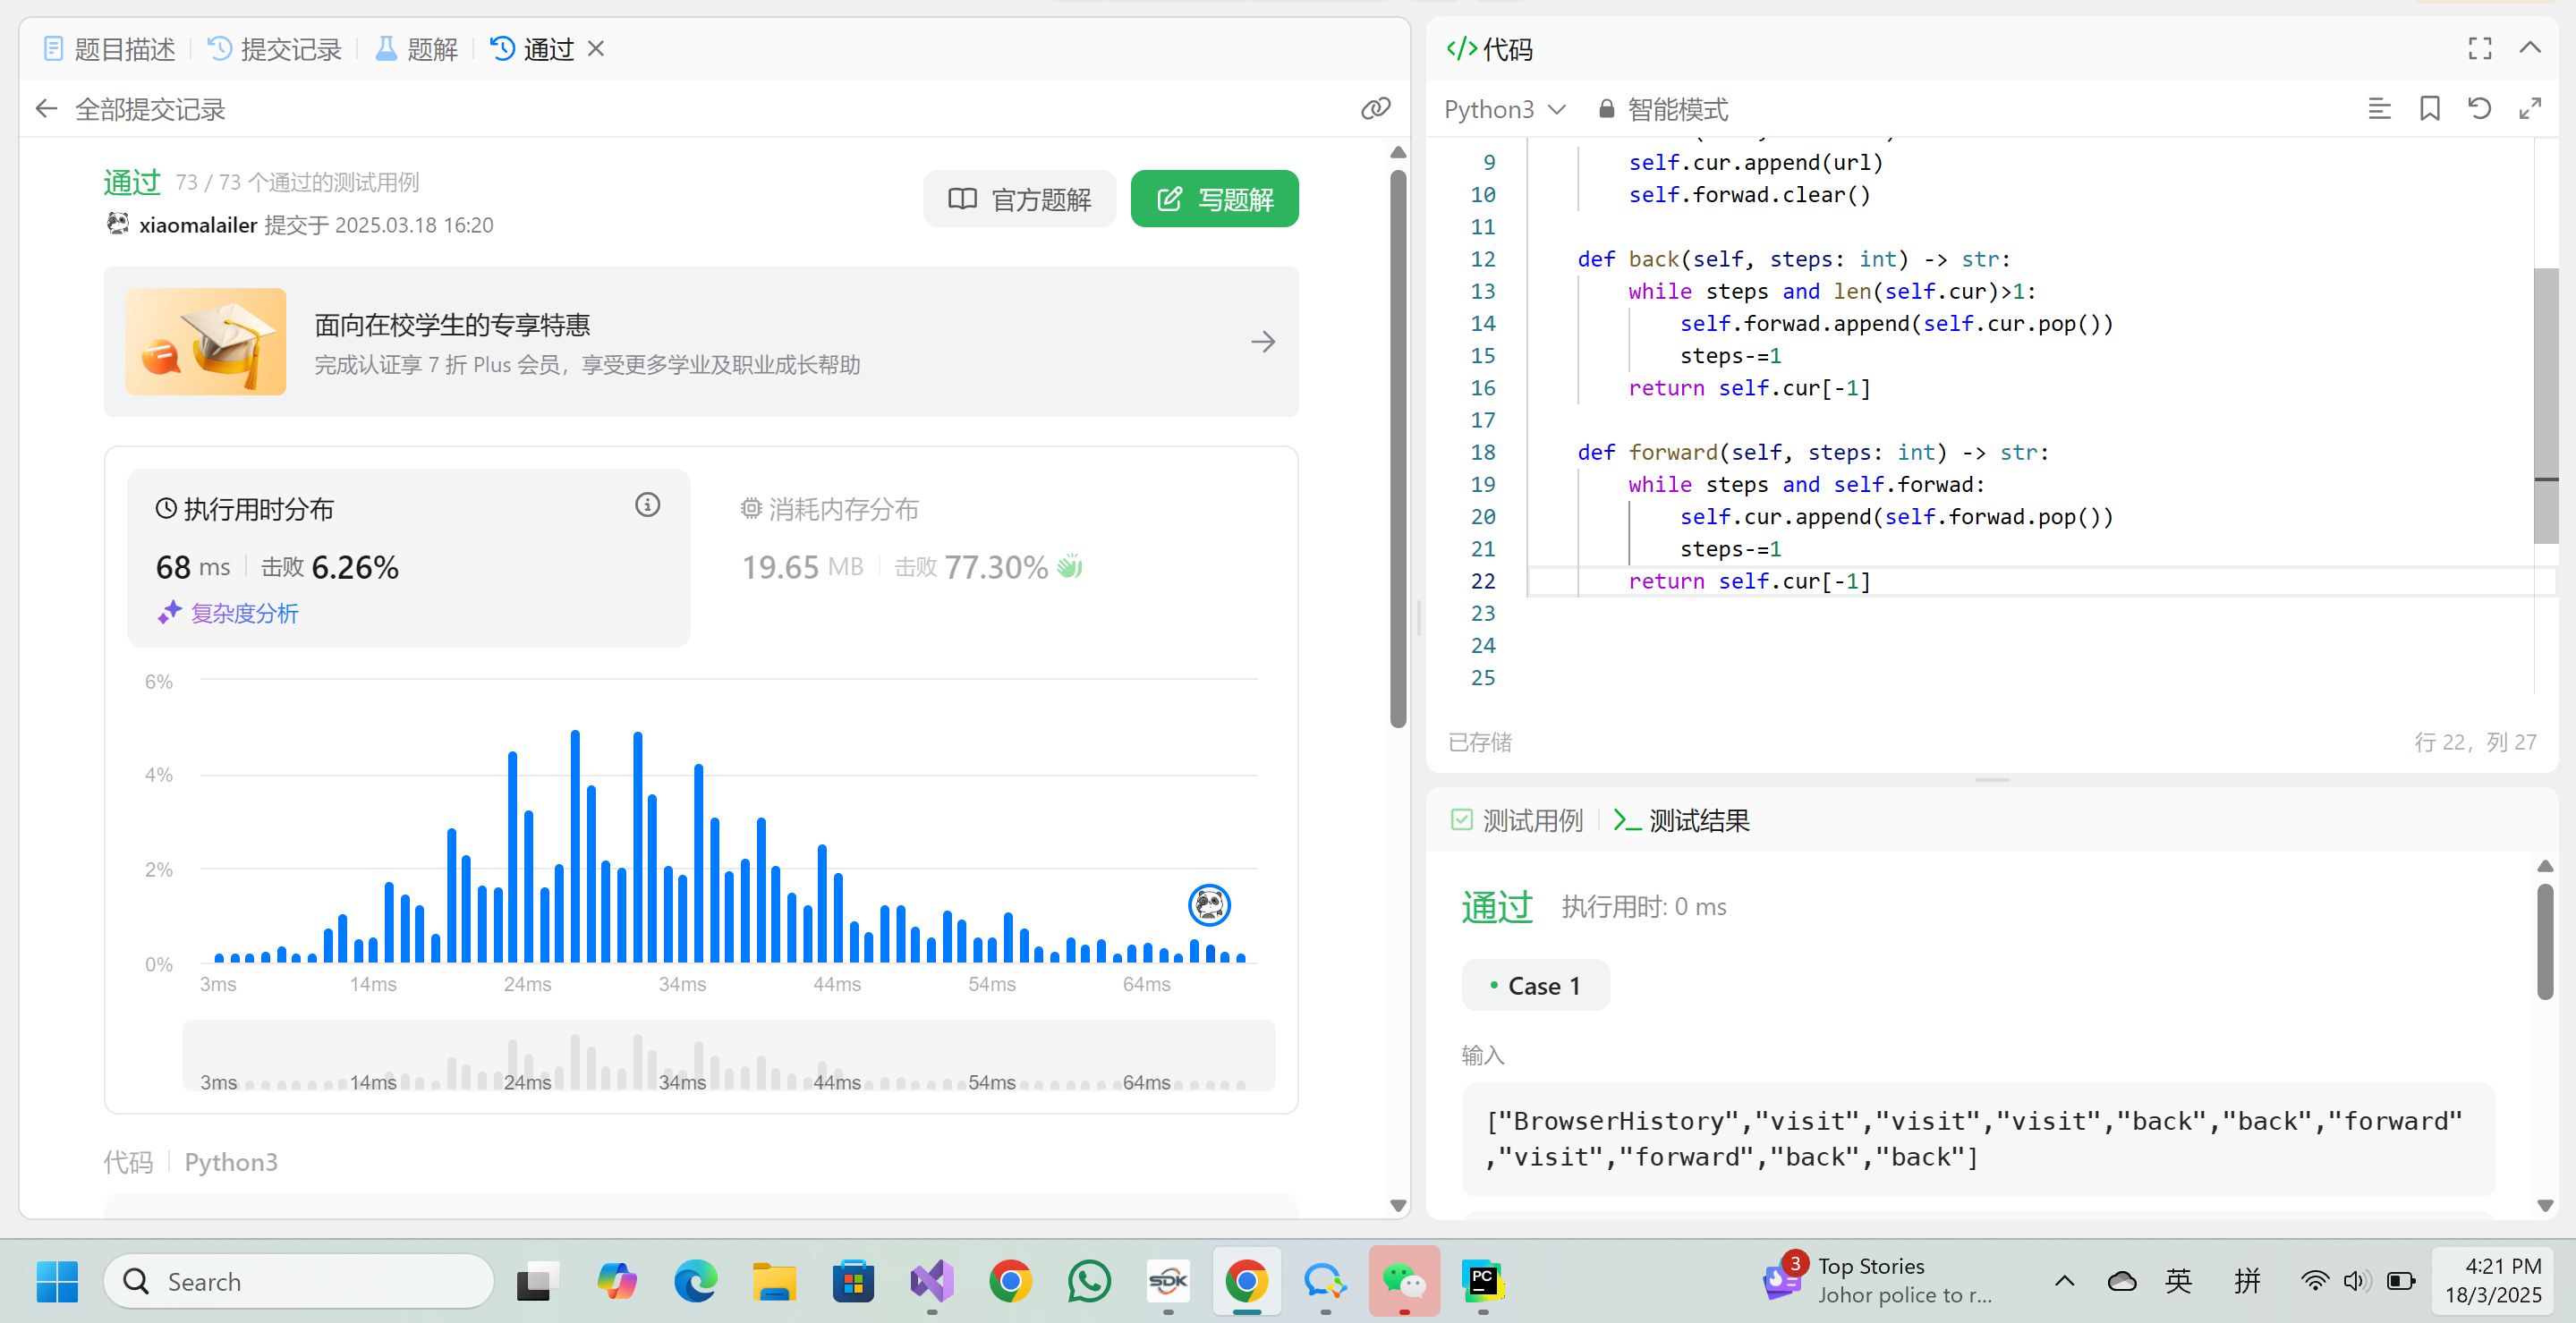 题目描述
提交记录
题解
通过
全部提交记录
通过 73 / 73 个通过的测试用例
xiaomalailer 提交于 2025.03.18 16:20
官方题解
写题解
面向在校学生的专享特惠
完成认证享 7 折 Plus 会员，享受更多学业及职业成长帮助
执行用时分布
68 ms 击败 6.26%
复杂度分析
消耗内存分布
19.65 MB 击败 77.30%
6%
4%
2%
0%
3ms 14ms 24ms 34ms 44ms 54ms 64ms
3ms 14ms 24ms 34ms 44ms 54ms 64ms
代码 Python3
</>代码
Python3 智能模式
9 self.cur.append(url)
10 self.forwad.clear()
11
12 def back(self, steps: int) -> str:
13 while steps and len(self.cur)>1:
14 self.forwad.append(self.cur.pop())
15 steps-=1
16 return self.cur[-1]
17
18 def forward(self, steps: int) -> str:
19 while steps and self.forwad:
20 self.cur.append(self.forwad.pop())
21 steps-=1
22 return self.cur[-1]
23
24
25
已存储
行 22，列 27
测试用例
测试结果
通过 执行用时: 0 ms
Case 1
输入
["BrowserHistory","visit","visit","visit","back","back","forward"
,"visit","forward","back","back"]
Search
SDK
PC
3
Top Stories
Johor police to r...
英
拼
4:21 PM
18/3/2025